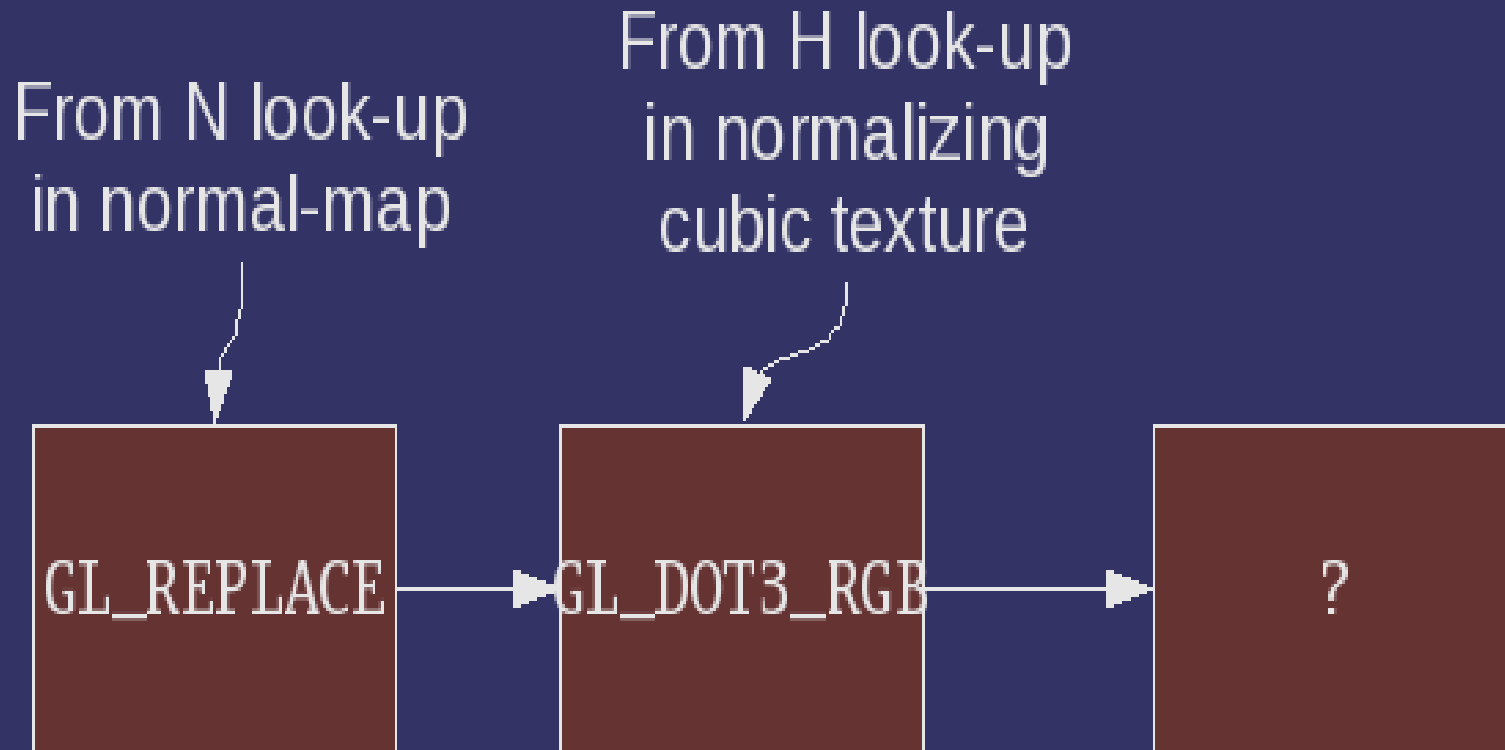 From N look-up
in normal-map
From H look-up
in normalizing
cubic texture
GL_REPLACE
GL_DOT3_RGB
?